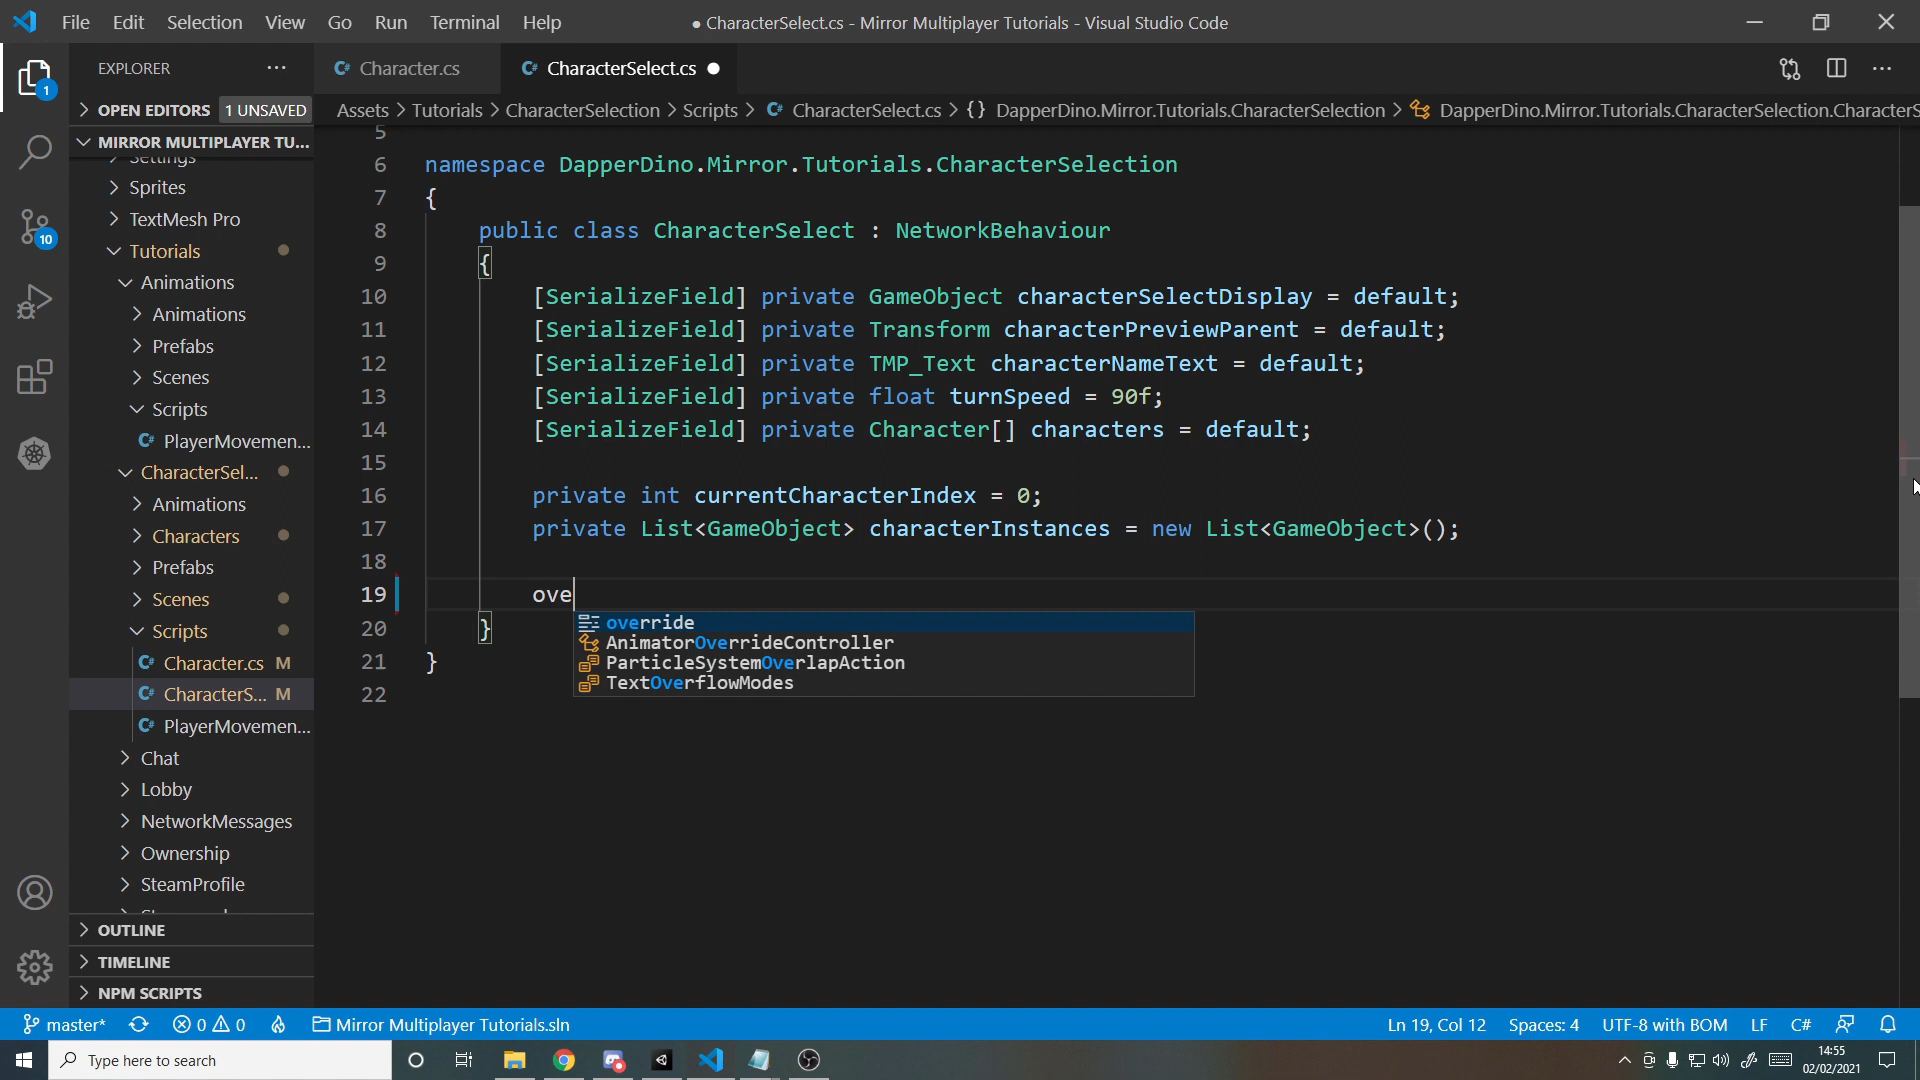 File Edit Selection View Go Run Terminal Help
● CharacterSelect.cs - Mirror Multiplayer Tutorials - Visual Studio Code
EXPLORER
Character.cs
CharacterSelect.cs
OPEN EDITORS 1 UNSAVED
Assets > Tutorials > CharacterSelection > Scripts > CharacterSelect.cs > {} DapperDino.Mirror.Tutorials.CharacterSelection > DapperDino.Mirror.Tutorials.CharacterSelection.CharacterS
MIRROR MULTIPLAYER TU...
Settings
Sprites
TextMesh Pro
Tutorials
Animations
Animations
Prefabs
Scenes
Scripts
PlayerMovemen...
CharacterSel...
Animations
Characters
Prefabs
Scenes
Scripts
Character.cs M
CharacterS... M
PlayerMovemen...
Chat
Lobby
NetworkMessages
Ownership
SteamProfile
OUTLINE
TIMELINE
NPM SCRIPTS
1
10
5
6 namespace DapperDino.Mirror.Tutorials.CharacterSelection
7 {
8 public class CharacterSelect : NetworkBehaviour
9 {
10 [SerializeField] private GameObject characterSelectDisplay = default;
11 [SerializeField] private Transform characterPreviewParent = default;
12 [SerializeField] private TMP_Text characterNameText = default;
13 [SerializeField] private float turnSpeed = 90f;
14 [SerializeField] private Character[] characters = default;
15
16 private int currentCharacterIndex = 0;
17 private List<GameObject> characterInstances = new List<GameObject>();
18
19 ove
override
AnimatorOverrideController
ParticleSystemOverlapAction
TextOverflowModes
20 }
21 }
22
master* 0 0 Mirror Multiplayer Tutorials.sln
Ln 19, Col 12 Spaces: 4 UTF-8 with BOM LF C#
Type here to search
14:55
02/02/2021